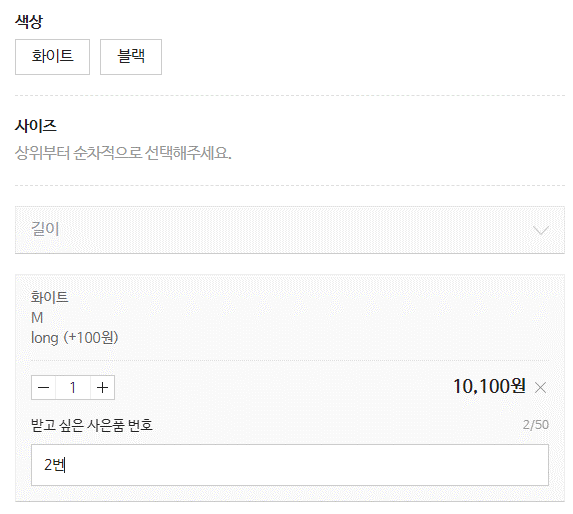 색상
화이트 블랙
사이즈
상위부터 순차적으로 선택해주세요.
길이
화이트
M
long (+100원)
1 10,100원
받고 싶은 사은품 번호 2/50
2번